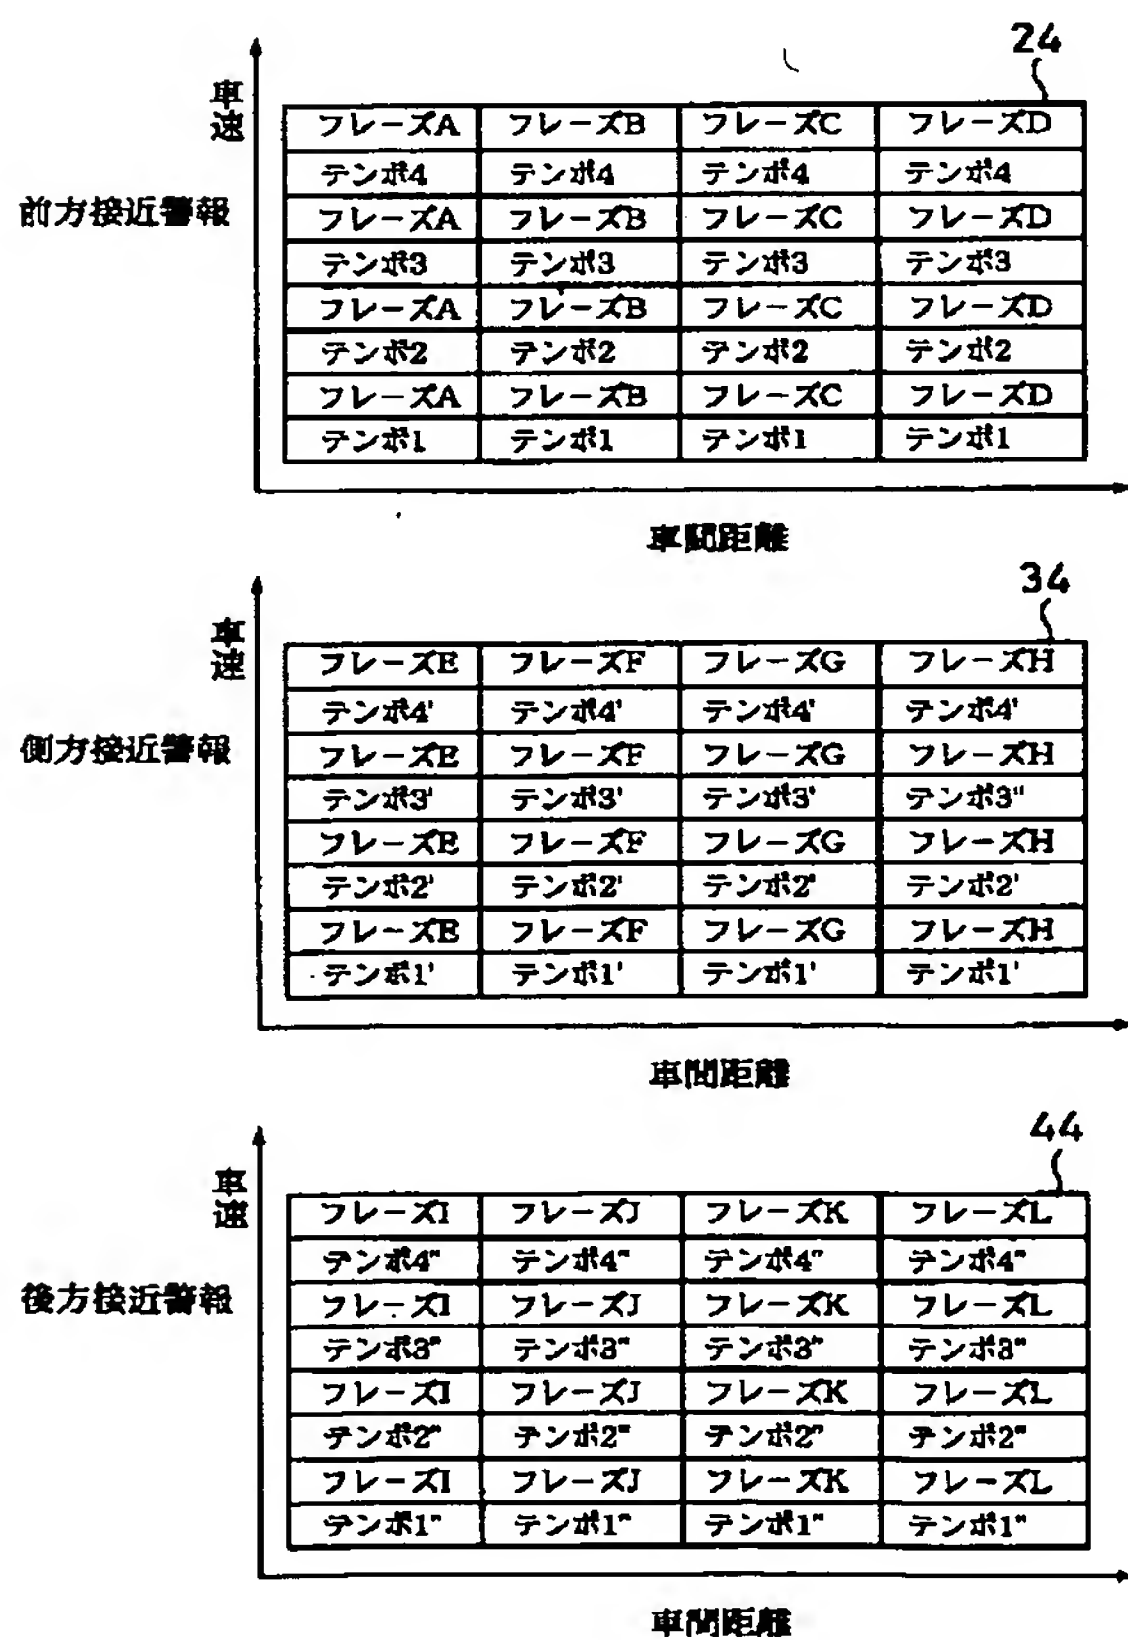 24
車速
フレーズA フレーズB フレーズC フレーズD
テンポ4 テンポ4 テンポ4 テンポ4
前方接近警報
フレーズA フレーズB フレーズC フレーズD
テンポ3 テンポ3 テンポ3 テンポ3
フレーズA フレーズB フレーズC フレーズD
テンポ2 テンポ2 テンポ2 テンポ2
フレーズA フレーズB フレーズC フレーズD
テンポ1 テンポ1 テンポ1 テンポ1
車間距離
34
車速
フレーズE フレーズF フレーズG フレーズH
テンポ4' テンポ4' テンポ4' テンポ4'
側方接近警報
フレーズE フレーズF フレーズG フレーズH
テンポ3' テンポ3' テンポ3' テンポ3"
フレーズE フレーズF フレーズG フレーズH
テンポ2' テンポ2' テンポ2' テンポ2'
フレーズE フレーズF フレーズG フレーズH
テンポ1' テンポ1' テンポ1' テンポ1'
車間距離
44
車速
フレーズI フレーズJ フレーズK フレーズL
テンポ4" テンポ4" テンポ4" テンポ4"
後方接近警報
フレーズI フレーズJ フレーズK フレーズL
テンポ3" テンポ3" テンポ3" テンポ3"
フレーズI フレーズJ フレーズK フレーズL
テンポ2" テンポ2" テンポ2" テンポ2"
フレーズI フレーズJ フレーズK フレーズL
テンポ1" テンポ1" テンポ1" テンポ1"
車間距離